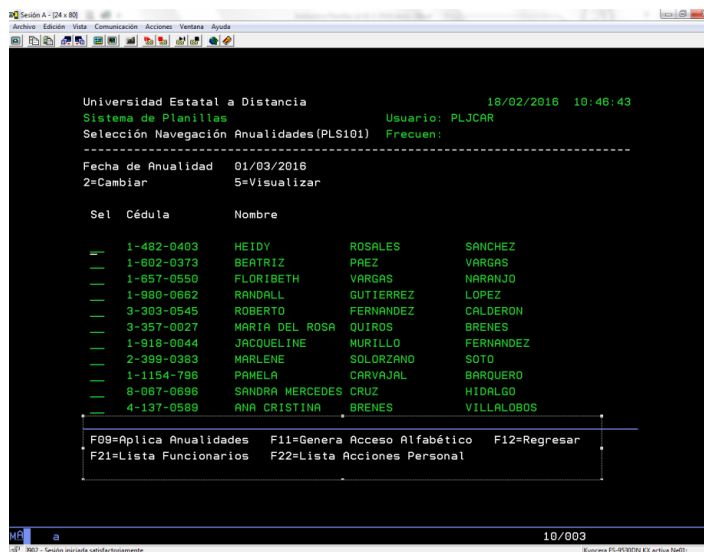 Sesión A - [24 x 80]
Archivo Edición Vista Comunicación Acciones Ventana Ayuda
Universidad Estatal a Distancia 18/02/2016 10:46:43
Sistema de Planillas Usuario: PLJCAR
Selección Navegación Anualidades(PLS101) Frecuen:
Fecha de Anualidad 01/03/2016
2=Cambiar 5=Visualizar
Sel Cédula Nombre
1-482-0403 HEIDY ROSALES SANCHEZ
1-602-0373 BEATRIZ PAEZ VARGAS
1-657-0550 FLORIBETH VARGAS NARANJO
1-980-0662 RANDALL GUTIERREZ LOPEZ
3-303-0545 ROBERTO FERNANDEZ CALDERON
3-357-0027 MARIA DEL ROSA QUIROS BRENES
1-918-0044 JACQUELINE MURILLO FERNANDEZ
2-399-0383 MARLENE SOLORZANO SOTO
1-1154-796 PAMELA CARVAJAL BARQUERO
8-067-0696 SANDRA MERCEDES CRUZ HIDALGO
4-137-0589 ANA CRISTINA BRENES VILLALOBOS
F09=Aplica Anualidades F11=Genera Acceso Alfabético F12=Regresar
F21=Lista Funcionarios F22=Lista Acciones Personal
MA a 10/003
I902 - Sesión iniciada satisfactoriamente Kyocera FS-9530DN KX activa Ne01: